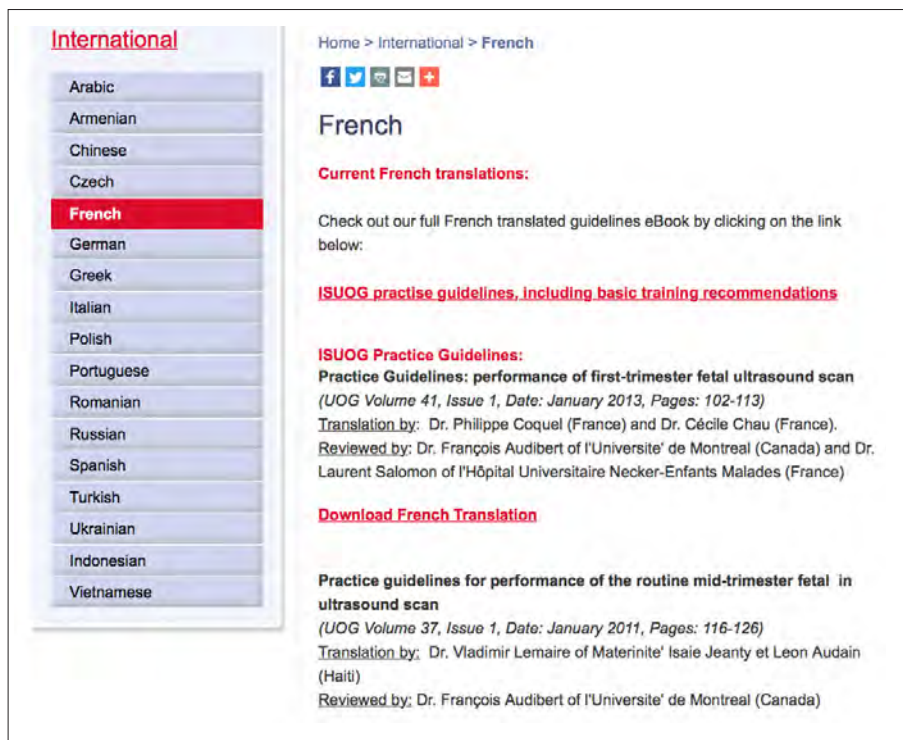 International
Arabic
Armenian
Chinese
Czech
French
German
Greek
Italian
Polish
Portuguese
Romanian
Russian
Spanish
Turkish
Ukrainian
Indonesian
Vietnamese
Home > International > French
French
Current French translations:
Check out our full French translated guidelines eBook by clicking on the link
below:
ISUOG practise guidelines, including basic training recommendations
ISUOG Practice Guidelines:
Practice Guidelines: performance of first-trimester fetal ultrasound scan
(UOG Volume 41, Issue 1, Date: January 2013, Pages: 102-113)
Translation by: Dr. Philippe Coquel (France) and Dr. Cécile Chau (France).
Reviewed by: Dr. François Audibert of l'Universite' de Montreal (Canada) and Dr.
Laurent Salomon of l'Hôpital Universitaire Necker-Enfants Malades (France)
Download French Translation
Practice guidelines for performance of the routine mid-trimester fetal in
ultrasound scan
(UOG Volume 37, Issue 1, Date: January 2011, Pages: 116-126)
Translation by: Dr. Vladimir Lemaire of Materinite' Isaie Jeanty et Leon Audain
(Haiti)
Reviewed by: Dr. François Audibert of l'Universite' de Montreal (Canada)